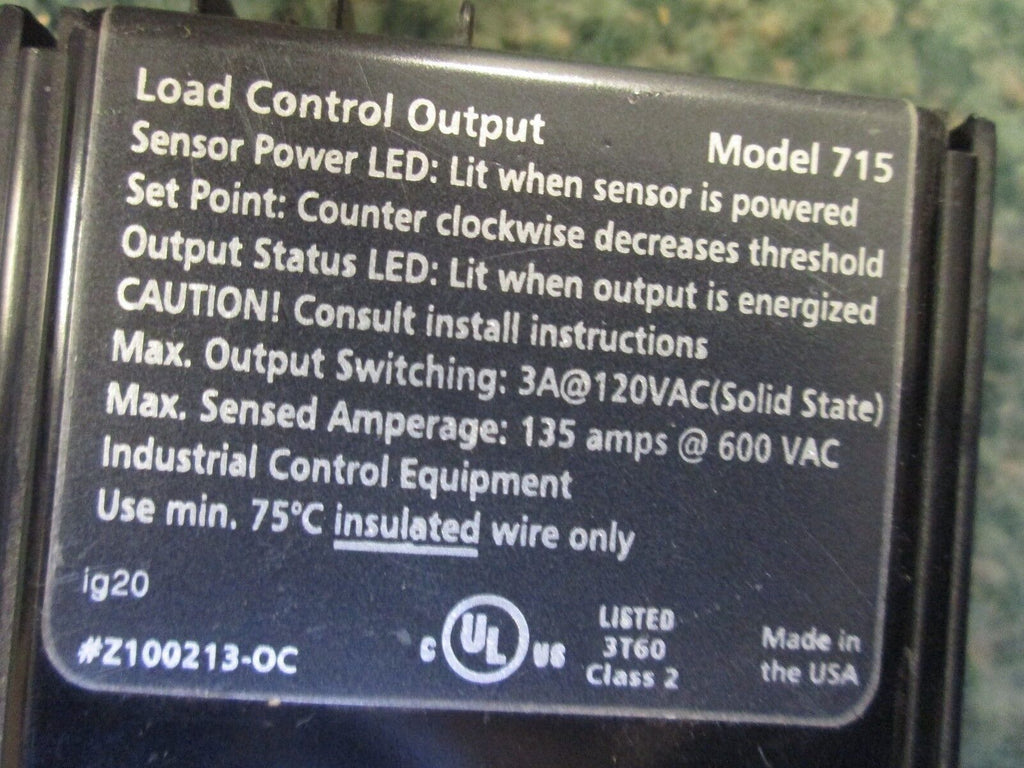 Load Control Output
Model 715
Sensor Power LED: Lit when sensor is powered
Set Point: Counter clockwise decreases threshold
Output Status LED: Lit when output is energized
CAUTION! Consult install instructions
Max. Output Switching: 3A@120VAC(Solid State)
Max. Sensed Amperage: 135 amps @ 600 VAC
Industrial Control Equipment
Use min. 75°C insulated wire only
ig20
#Z100213-OC
c UL US
LISTED
3T60
Class 2
Made in
the USA